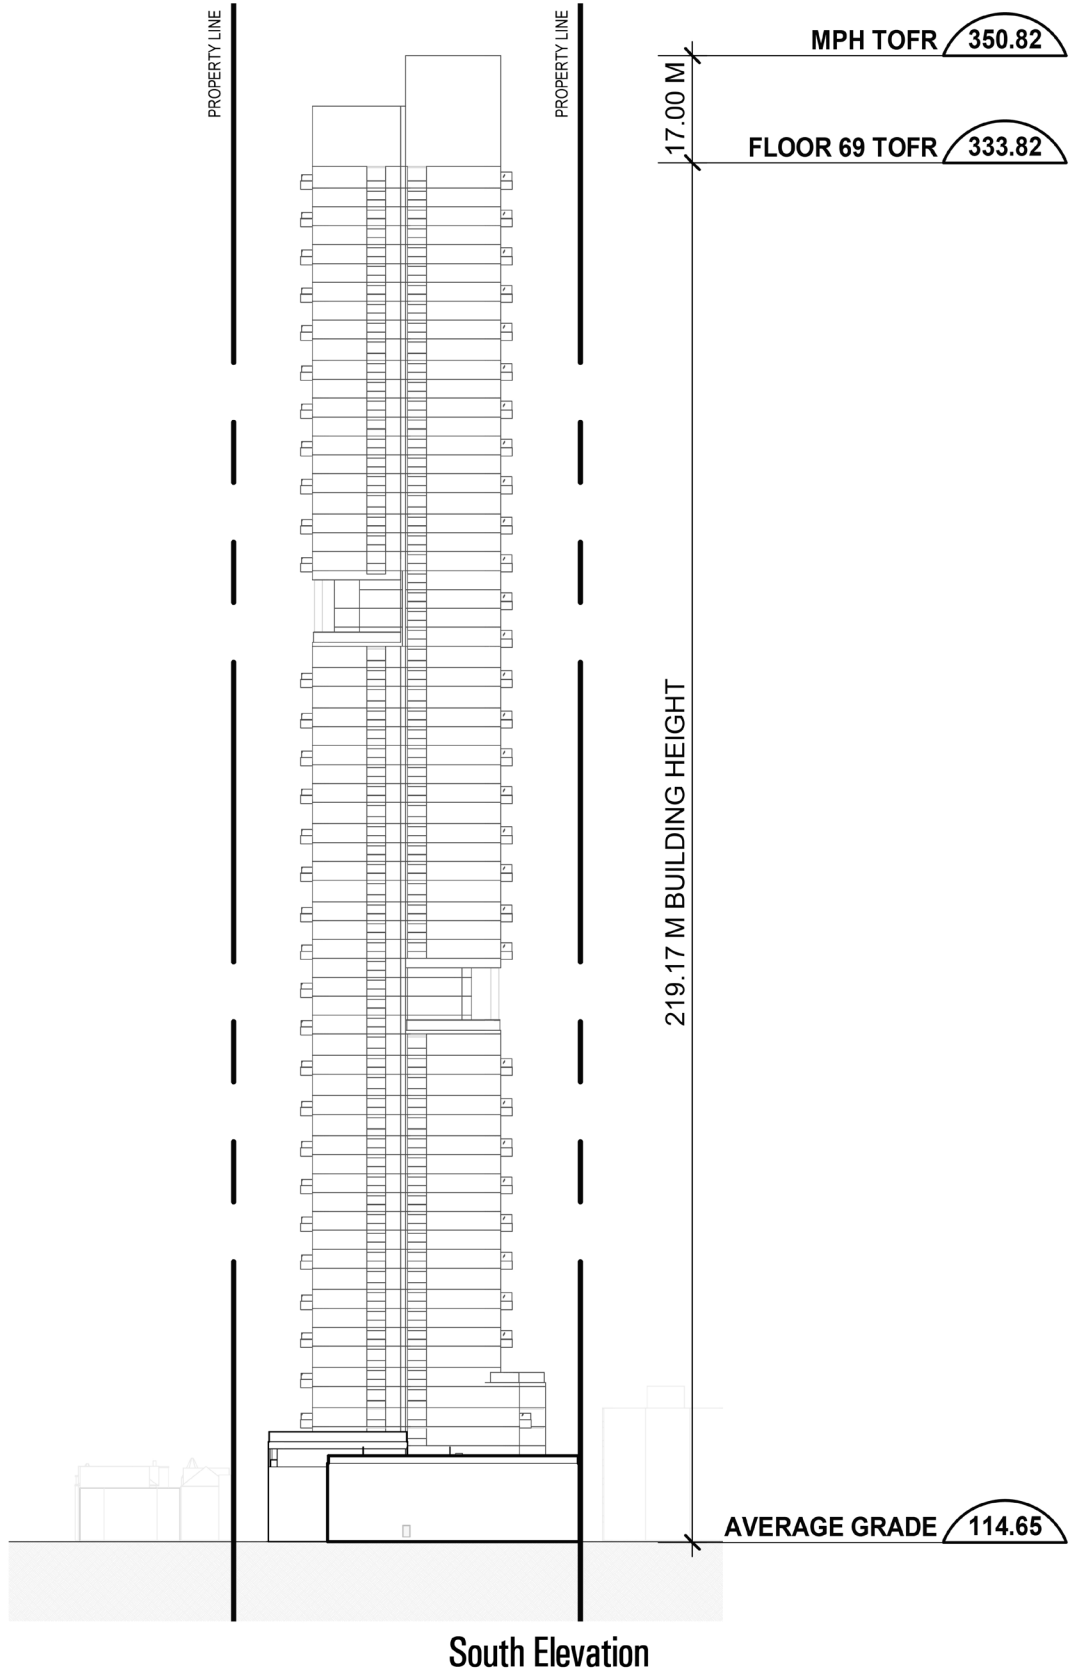 PROPERTY LINE
PROPERTY LINE
MPH TOFR 350.82
17.00 M
FLOOR 69 TOFR 333.82
219.17 M BUILDING HEIGHT
AVERAGE GRADE 114.65
South Elevation